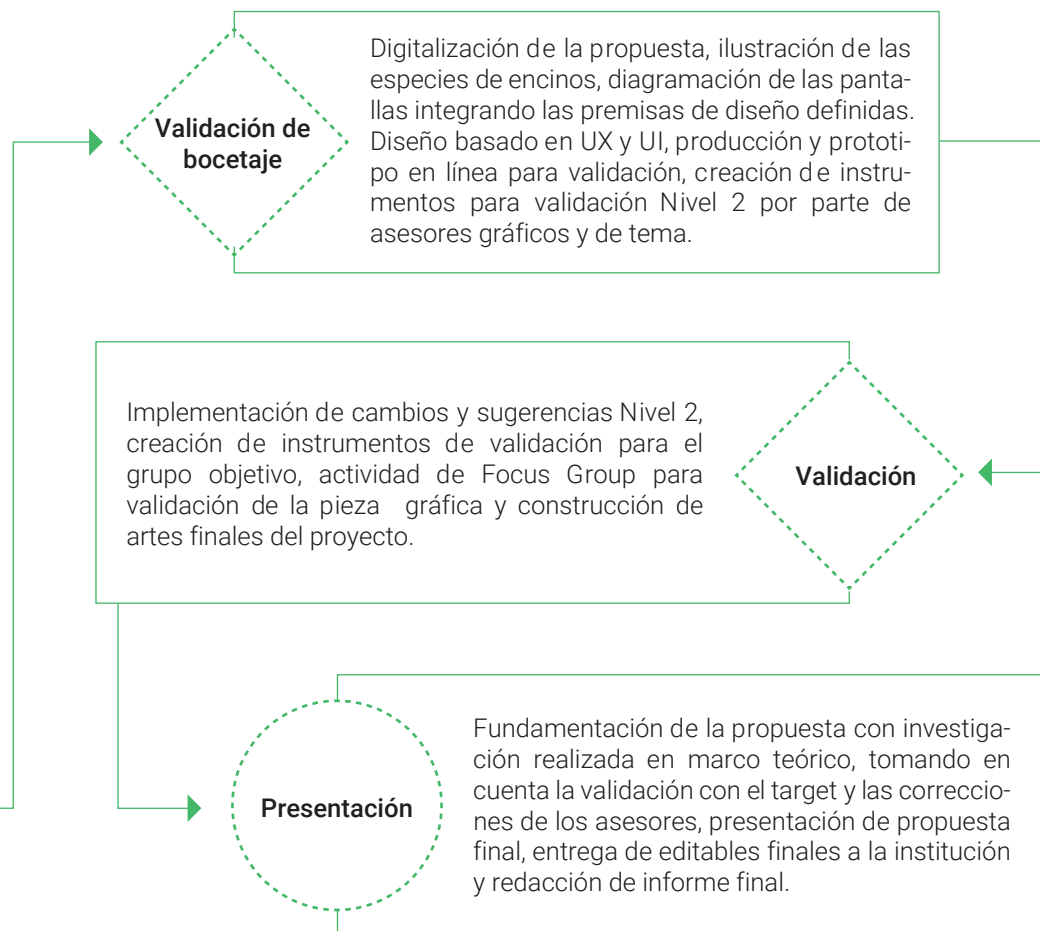 Validación de
bocetaje
Digitalización de la propuesta, ilustración de las
especies de encinos, diagramación de las panta-
llas integrando las premisas de diseño definidas.
Diseño basado en UX y UI, producción y prototi-
po en línea para validación, creación de instru-
mentos para validación Nivel 2 por parte de
asesores gráficos y de tema.
Implementación de cambios y sugerencias Nivel 2,
creación de instrumentos de validación para el
grupo objetivo, actividad de Focus Group para
validación de la pieza gráfica y construcción de
artes finales del proyecto.
Validación
Presentación
Fundamentación de la propuesta con investiga-
ción realizada en marco teórico, tomando en
cuenta la validación con el target y las correccio-
nes de los asesores, presentación de propuesta
final, entrega de editables finales a la institución
y redacción de informe final.